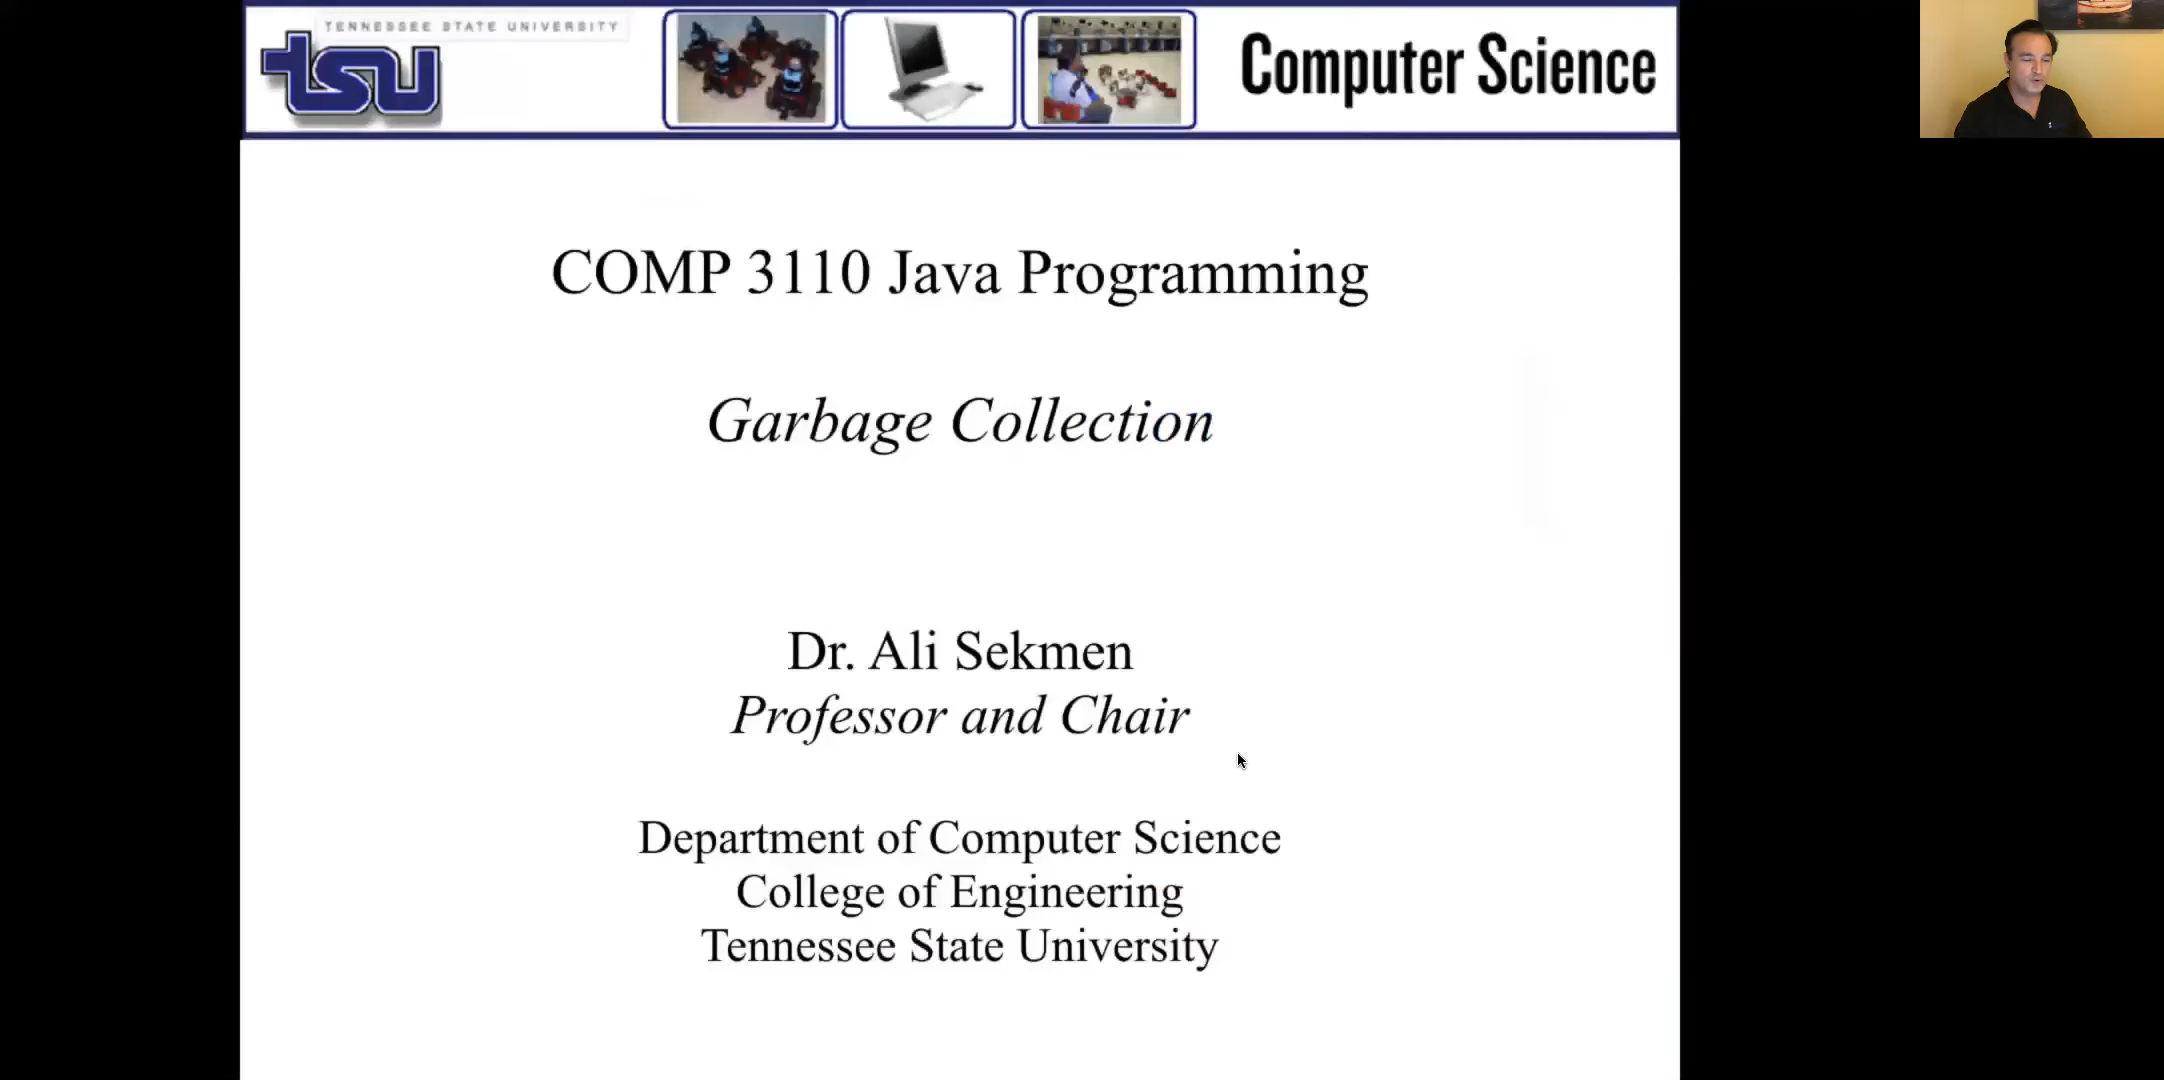 TENNESSEE STATE UNIVERSITY
tsu
Computer Science
COMP 3110 Java Programming
Garbage Collection
Dr. Ali Sekmen
Professor and Chair
Department of Computer Science
College of Engineering
Tennessee State University